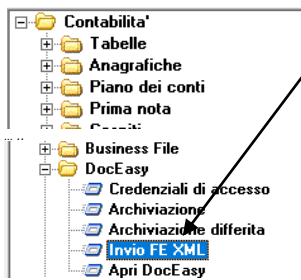 Contabilita'
Tabelle
Anagrafiche
Piano dei conti
Prima nota
Business File
DocEasy
Credenziali di accesso
Archiviazione
Archiviazione differita
Invio FE XML
Apri DocEasy